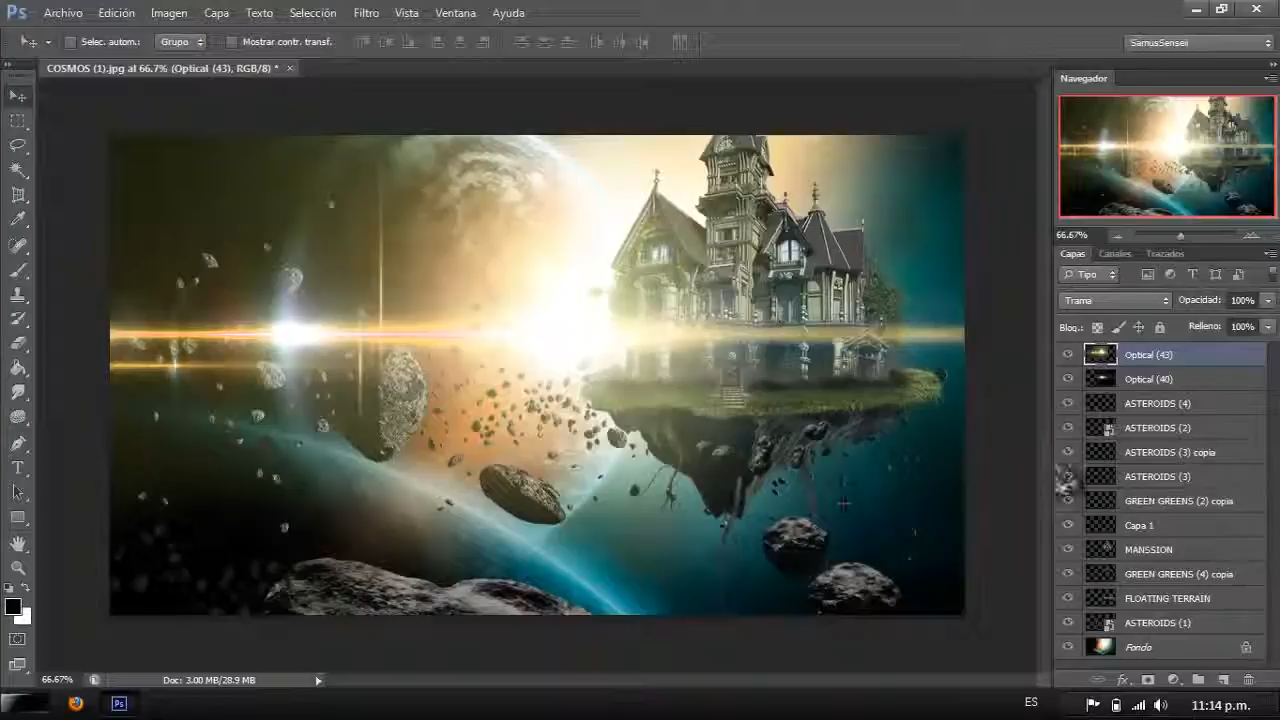 Ps Archivo Edición Imagen Capa Texto Selección Filtro Vista Ventana Ayuda
Selec. autom.: Grupo Mostrar contr. transf. SamusSenseii
COSMOS (1).jpg al 66.7% (Optical (43), RGB/8) * ×
Navegador
66.67%
Capas Canales Trazados
Tipo
Trama Opacidad: 100%
Bloq.: Relleno: 100%
Optical (43)
Optical (40)
ASTEROIDS (4)
ASTEROIDS (2)
ASTEROIDS (3) copia
ASTEROIDS (3)
GREEN GREENS (2) copia
Capa 1
MANSSION
GREEN GREENS (4) copia
FLOATING TERRAIN
ASTEROIDS (1)
Fondo
66.67% Doc: 3.00 MB/28.9 MB
Ps ES 11:14 p.m.